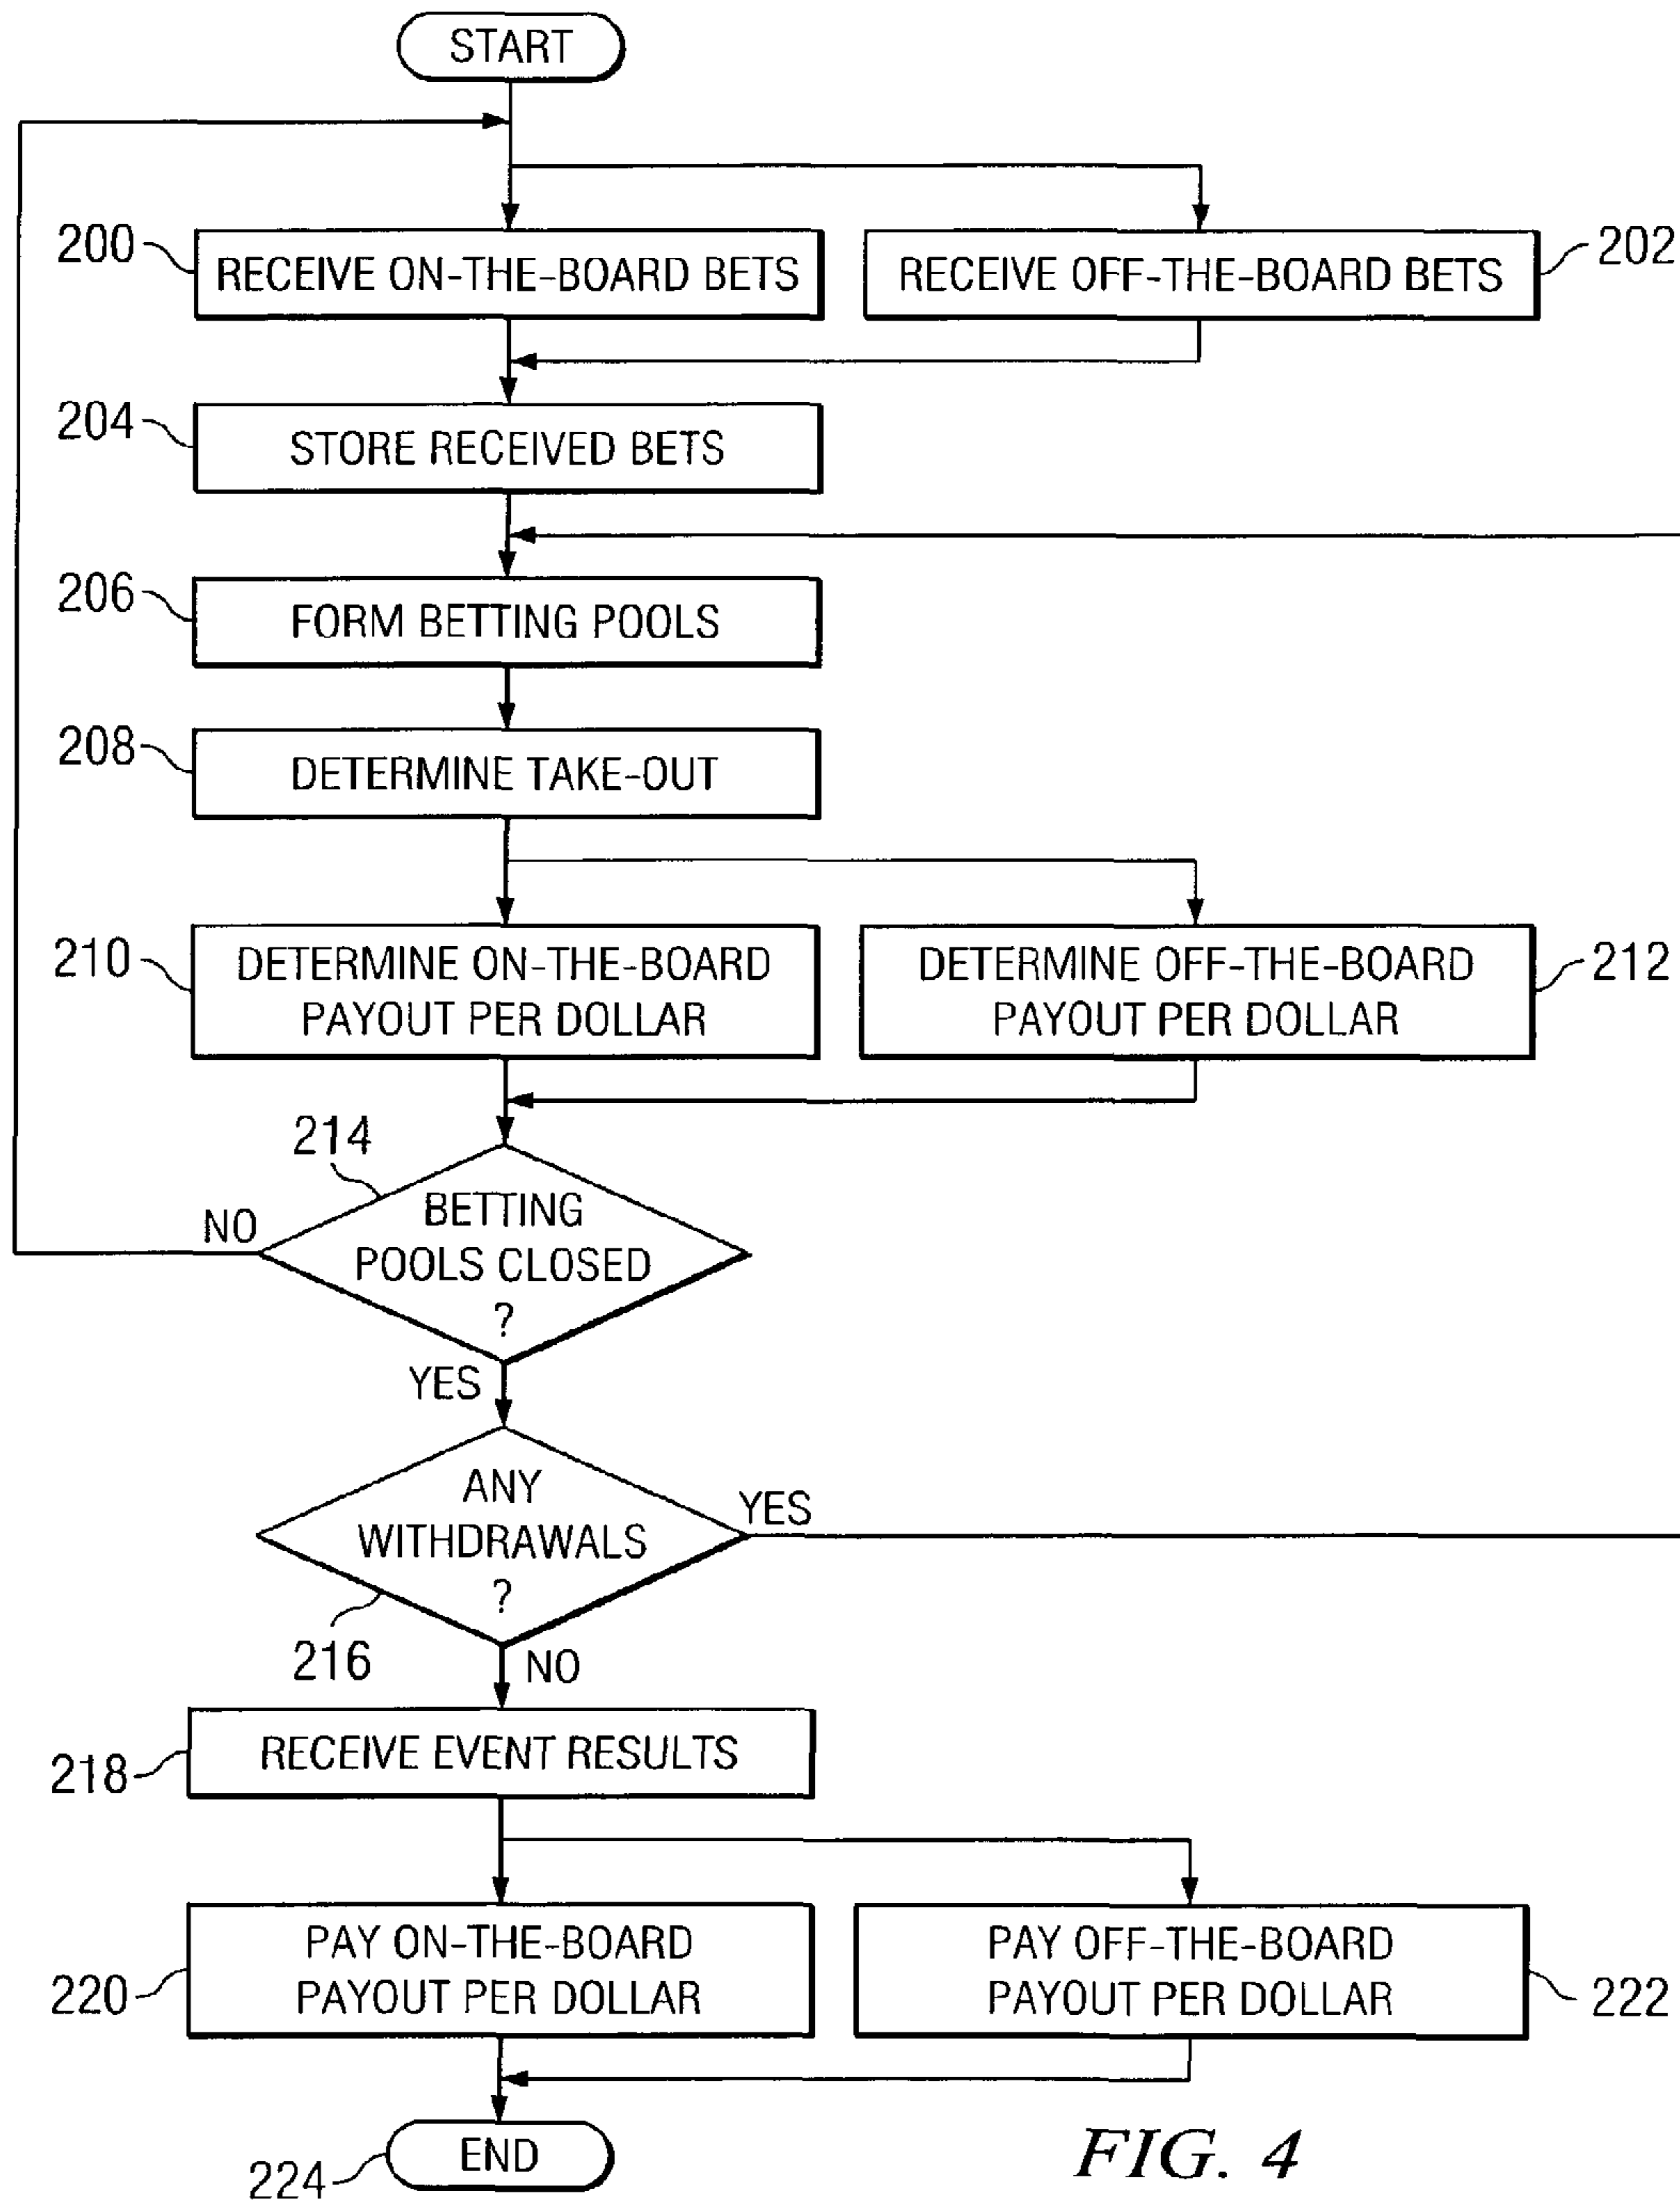 START
200
RECEIVE ON-THE-BOARD BETS
RECEIVE OFF-THE-BOARD BETS
202
204
STORE RECEIVED BETS
206
FORM BETTING POOLS
208
DETERMINE TAKE-OUT
210
DETERMINE ON-THE-BOARD
PAYOUT PER DOLLAR
DETERMINE OFF-THE-BOARD
PAYOUT PER DOLLAR
212
214
NO
BETTING
POOLS CLOSED
?
YES
ANY
WITHDRAWALS
?
YES
216
NO
218
RECEIVE EVENT RESULTS
220
PAY ON-THE-BOARD
PAYOUT PER DOLLAR
PAY OFF-THE-BOARD
PAYOUT PER DOLLAR
222
224
END
FIG. 4